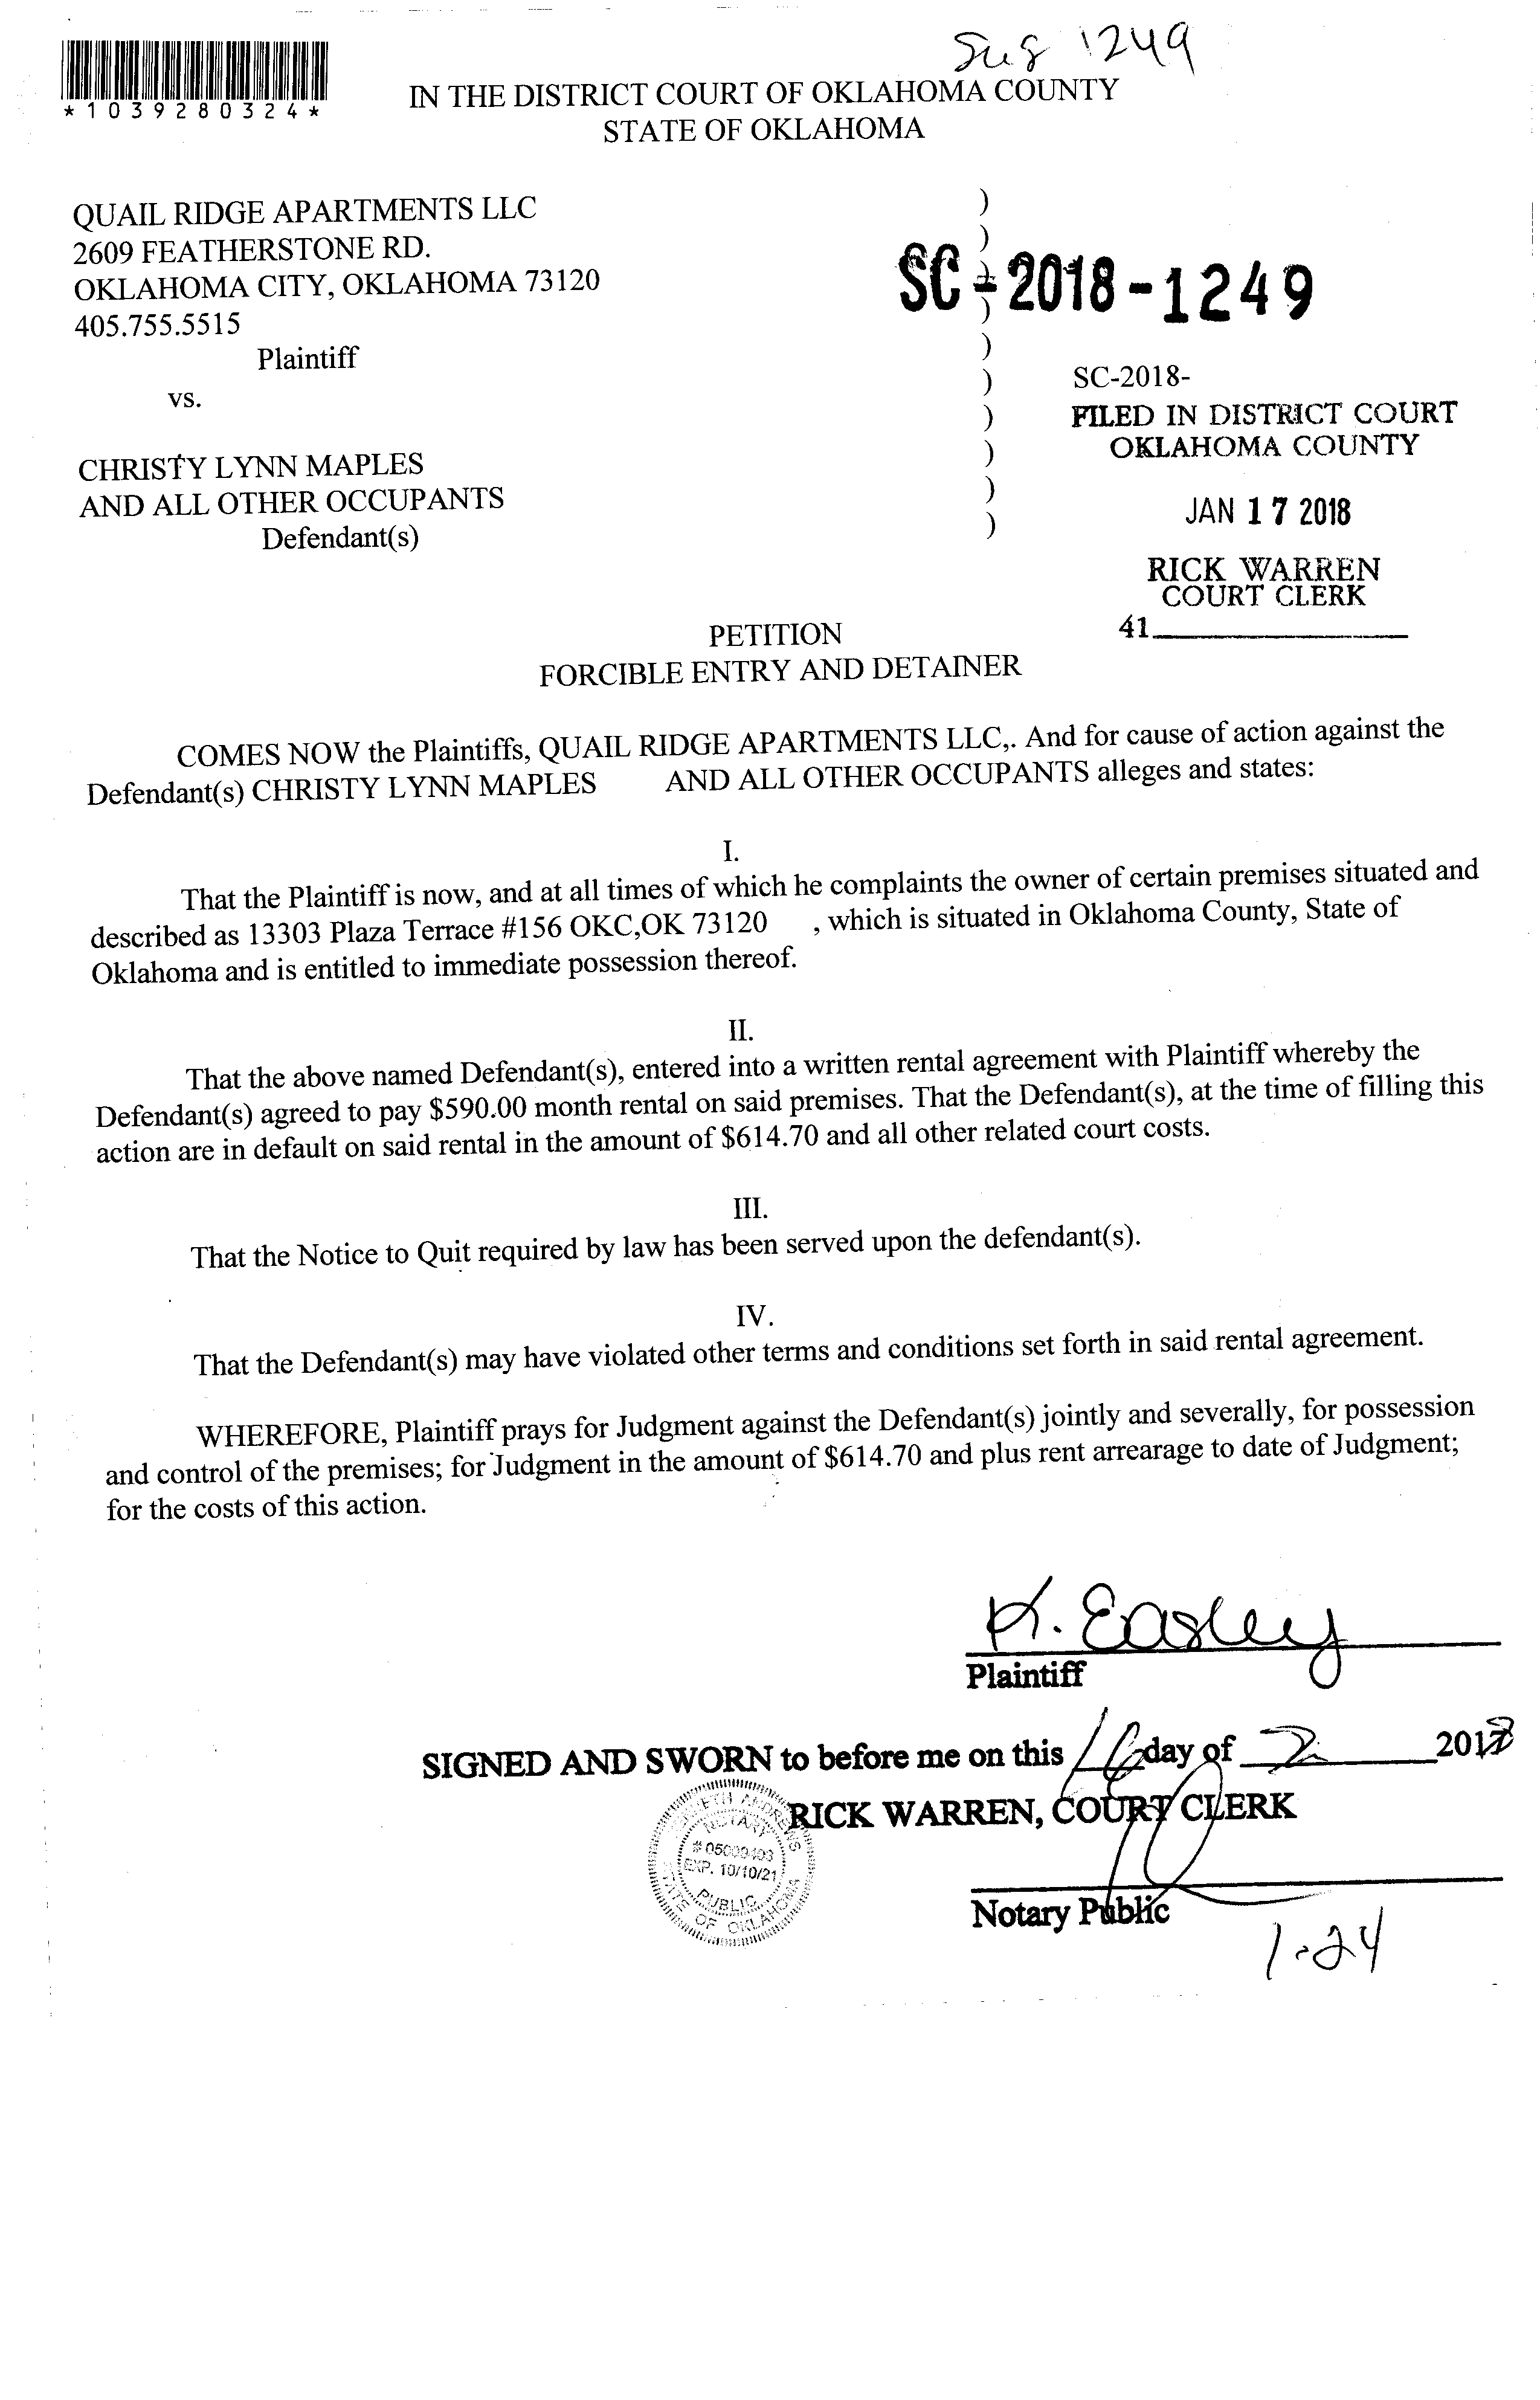 1249
*1039280324*
IN THE DISTRICT COURT OF OKLAHOMA COUNTY
STATE OF OKLAHOMA
QUAIL RIDGE APARTMENTS LLC
2609 FEATHERSTONE RD.
OKLAHOMA CITY, OKLAHOMA 73120
405.755.5515
Plaintiff
vs.
CHRISTY LYNN MAPLES
AND ALL OTHER OCCUPANTS
Defendant(s)
)
)
)
)
)
)
)
)
)
)
SC-2018-1249
SC-2018-
FILED IN DISTRICT COURT
OKLAHOMA COUNTY
JAN 17 2018
RICK WARREN
COURT CLERK
41
PETITION
FORCIBLE ENTRY AND DETAINER
COMES NOW the Plaintiffs, QUAIL RIDGE APARTMENTS LLC,. And for cause of action against the
Defendant(s) CHRISTY LYNN MAPLES AND ALL OTHER OCCUPANTS alleges and states:
I.
That the Plaintiff is now, and at all times of which he complaints the owner of certain premises situated and
described as 13303 Plaza Terrace #156 OKC,OK 73120 , which is situated in Oklahoma County, State of
Oklahoma and is entitled to immediate possession thereof.
II.
That the above named Defendant(s), entered into a written rental agreement with Plaintiff whereby the
Defendant(s) agreed to pay $590.00 month rental on said premises. That the Defendant(s), at the time of filling this
action are in default on said rental in the amount of $614.70 and all other related court costs.
III.
That the Notice to Quit required by law has been served upon the defendant(s).
IV.
That the Defendant(s) may have violated other terms and conditions set forth in said rental agreement.
WHEREFORE, Plaintiff prays for Judgment against the Defendant(s) jointly and severally, for possession
and control of the premises; for Judgment in the amount of $614.70 and plus rent arrearage to date of Judgment;
for the costs of this action.
K. Easley
Plaintiff
SIGNED AND SWORN to before me on this 16 day of 2018
RICK WARREN, COURT CLERK
ANDREWS
NOTARY
EXP. 10/10/21
PUBLIC
STATE OF OKLAHOMA
Notary Public
1-24